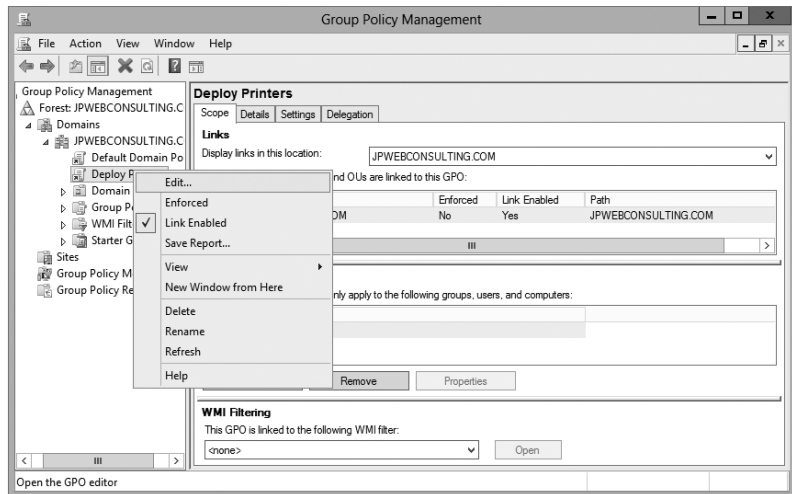 Group Policy Management
File Action View Window Help
Group Policy Management
Forest: JPWEBCONSULTING.C
Domains
JPWEBCONSULTING.C
Default Domain Po
Deploy P
Domain
Group P
WMI Filt
Starter G
Sites
Group Policy M
Group Policy Re
Edit...
Enforced
Link Enabled
Save Report...
View
New Window from Here
Delete
Rename
Refresh
Help
Deploy Printers
Scope Details Settings Delegation
Links
Display links in this location: JPWEBCONSULTING.COM
nd OUs are linked to this GPO:
Enforced Link Enabled Path
OM No Yes JPWEBCONSULTING.COM
nly apply to the following groups, users, and computers:
Remove Properties
WMI Filtering
This GPO is linked to the following WMI filter:
<none> Open
Open the GPO editor